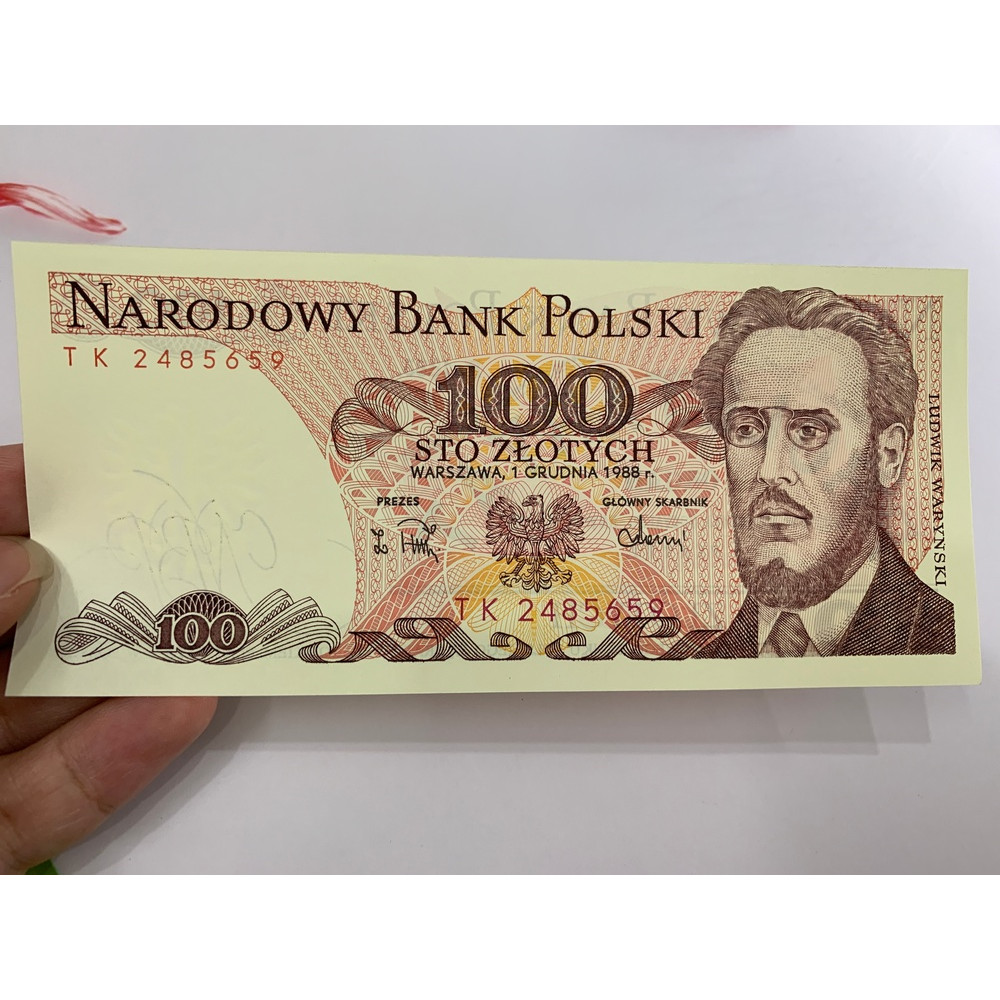 NARODOWY BANK POLSKI
TK 2485659
100
STO ZŁOTYCH
WARSZAWA, 1 GRUDNIA 1988 r.
PREZES GŁÓWNY SKARBNIK
TK 2485659
100
LUDWIK WARYŃSKI